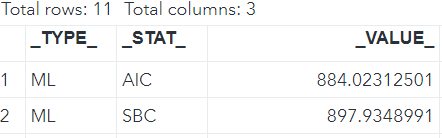 Total rows: 11 Total columns: 3
_TYPE_ _STAT_ _VALUE_
1 ML AIC 884.02312501
2 ML SBC 897.9348991